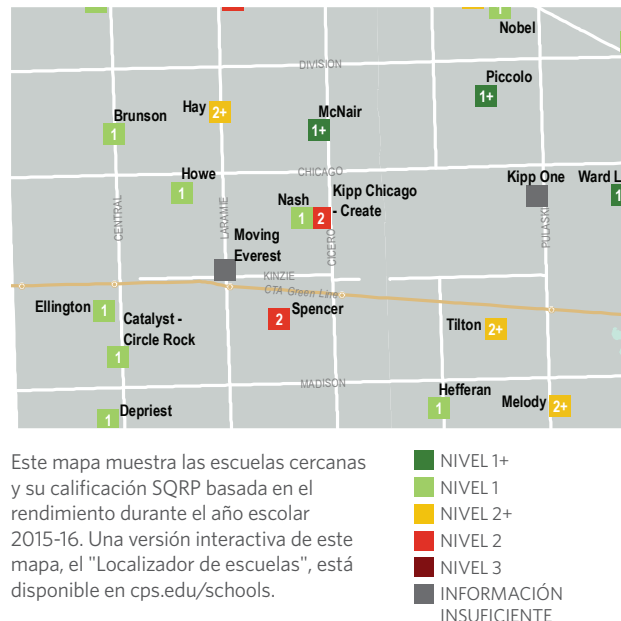 Nobel
DIVISION
Piccolo
1+
Hay
2+
McNair
1+
Brunson
1
CHICAGO
Howe
1
Kipp One
Ward L
1
Nash
1
2
Kipp Chicago
- Create
CENTRAL
LARAMIE
CICERO
PULASKI
Moving
Everest
KINZIE
CTA Green Line
Ellington
1
Catalyst -
Circle Rock
1
2
Spencer
Tilton
2+
MADISON
Depriest
1
Hefferan
1
Melody
2+
Este mapa muestra las escuelas cercanas
y su calificación SQRP basada en el
rendimiento durante el año escolar
2015-16. Una versión interactiva de este
mapa, el "Localizador de escuelas", está
disponible en cps.edu/schools.
NIVEL 1+
NIVEL 1
NIVEL 2+
NIVEL 2
NIVEL 3
INFORMACIÓN
INSUFICIENTE